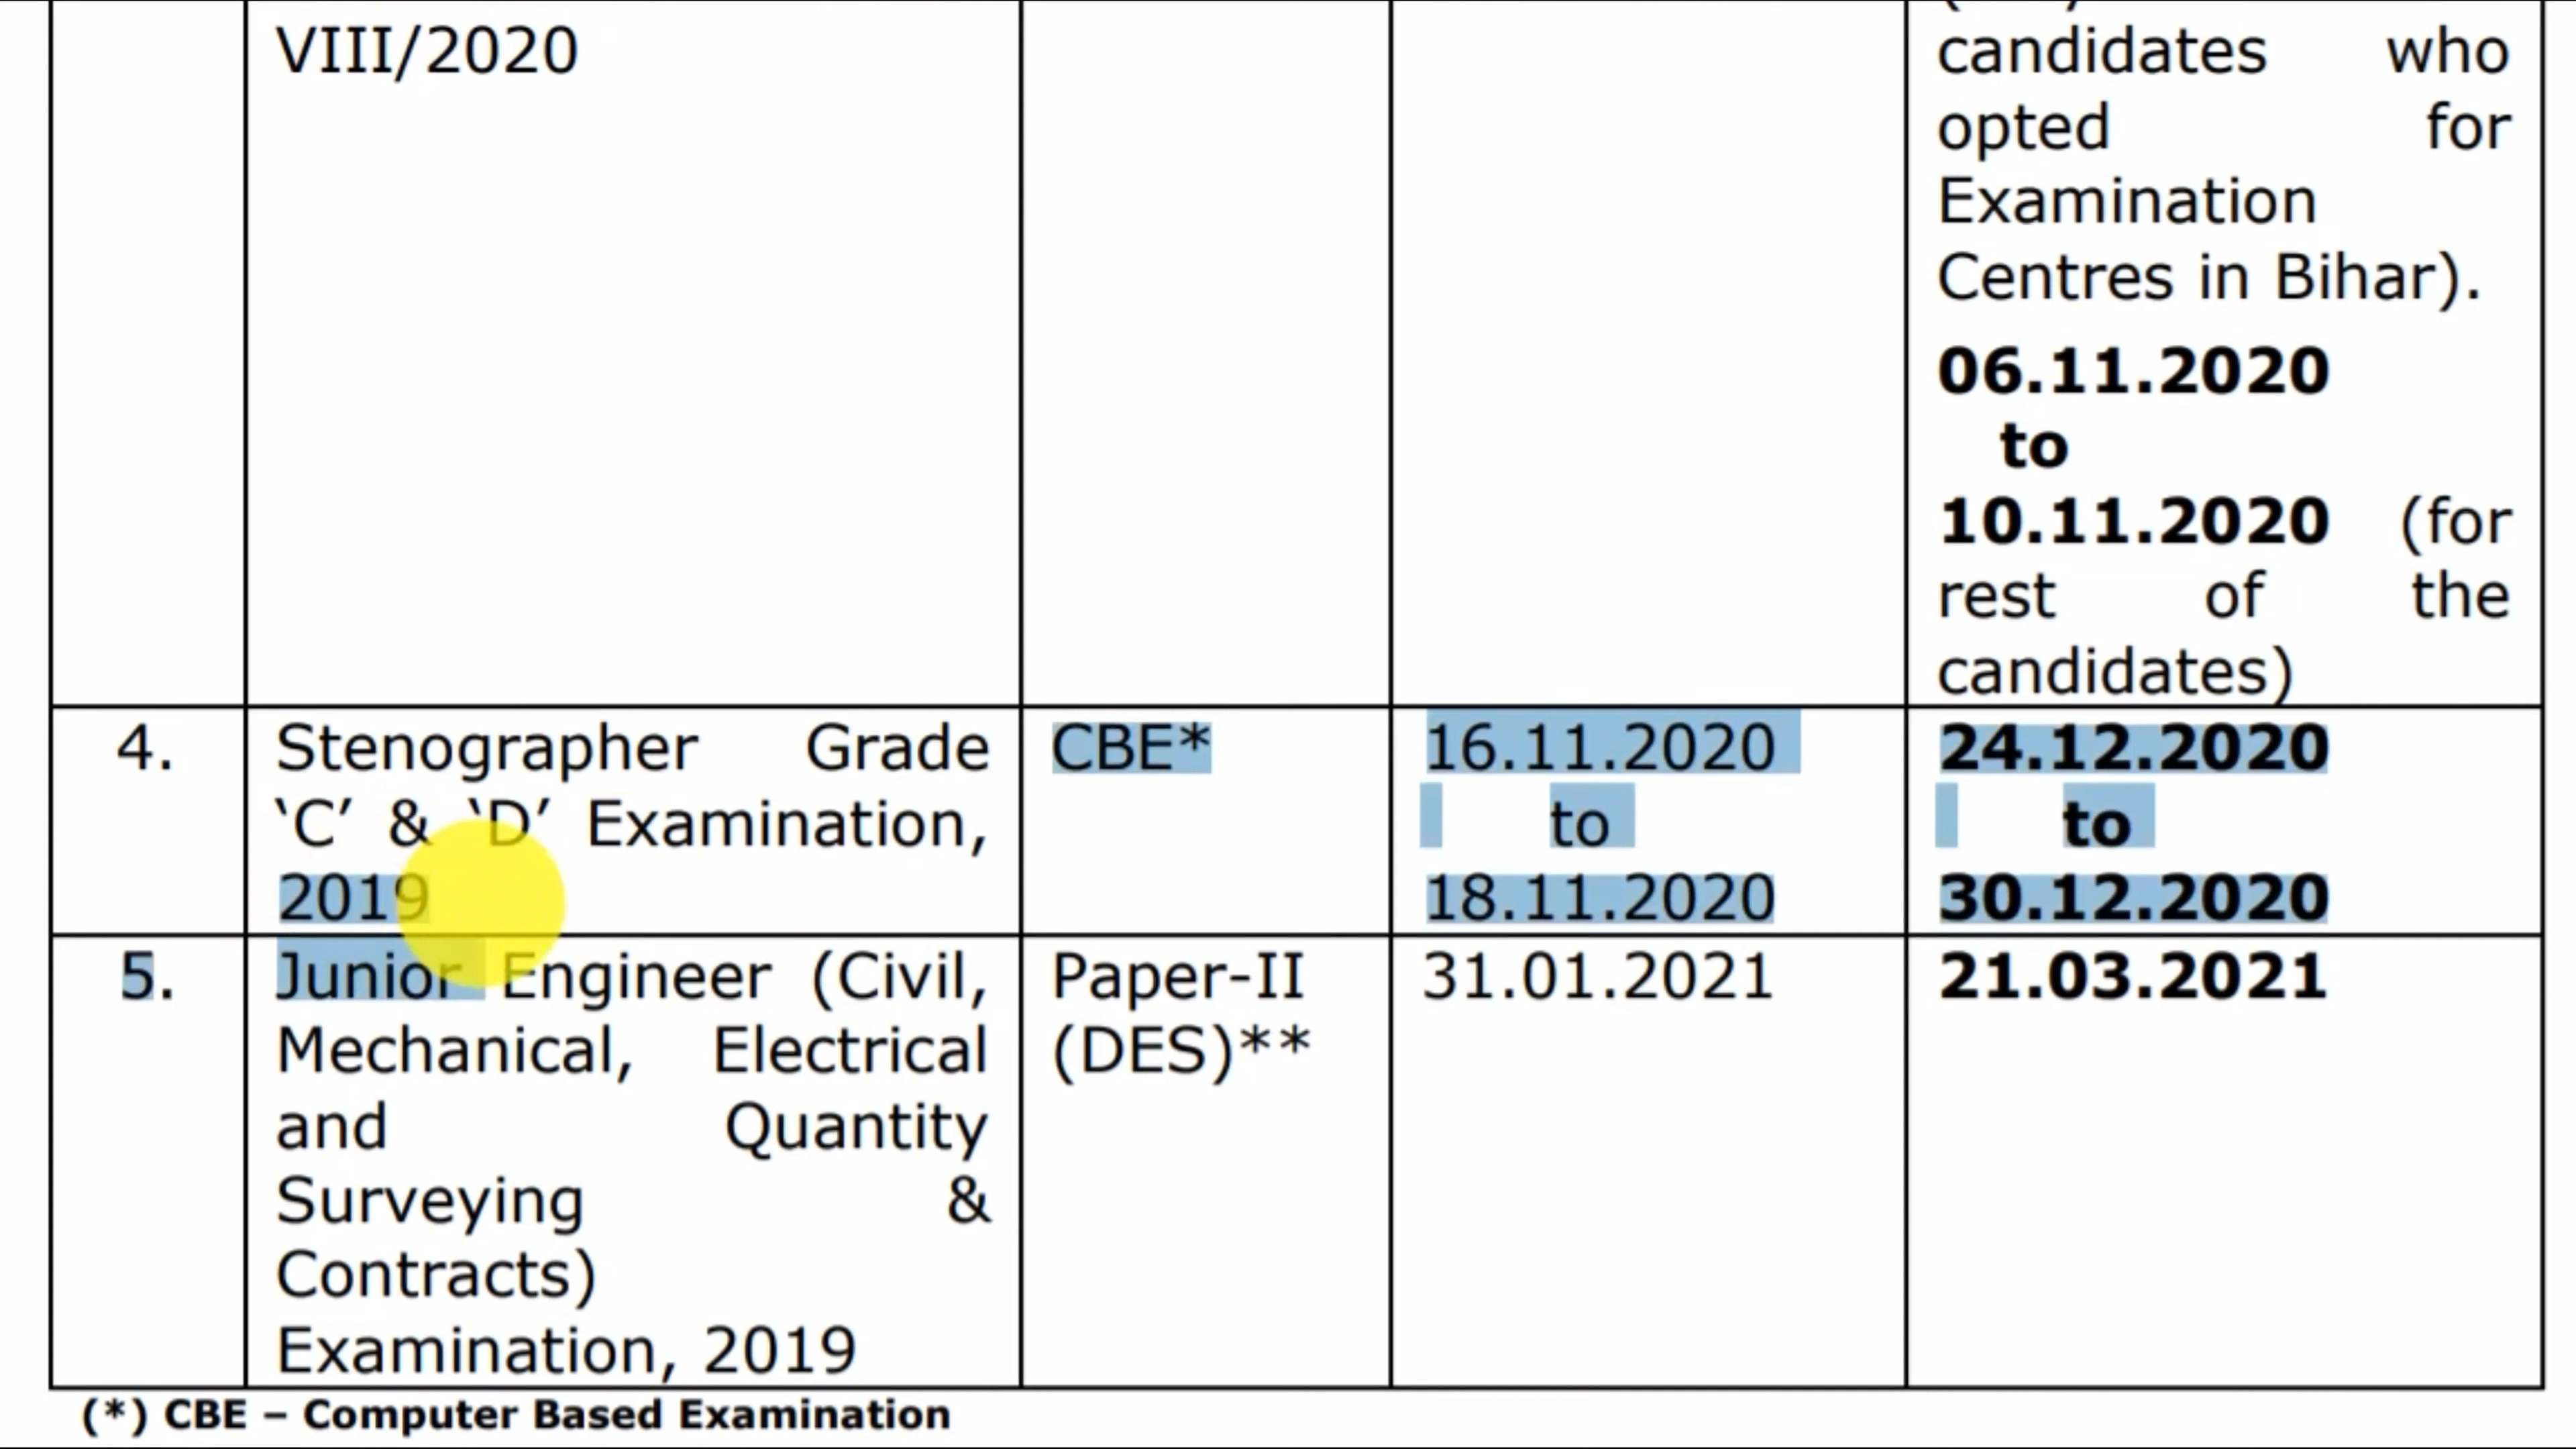 VIII/2020
candidates who
opted for
Examination
Centres in Bihar).
06.11.2020
to
10.11.2020 (for
rest of the
candidates)
4.
Stenographer Grade
‘C’ & ‘D’ Examination,
2019
CBE*
16.11.2020
to
18.11.2020
24.12.2020
to
30.12.2020
5.
Junior Engineer (Civil,
Mechanical, Electrical
and Quantity
Surveying &
Contracts)
Examination, 2019
Paper-II
(DES)**
31.01.2021
21.03.2021
(*) CBE – Computer Based Examination